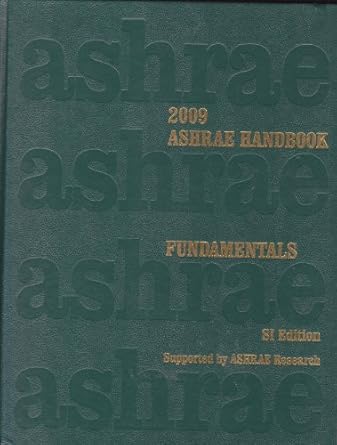 ashrae
2009
ASHRAE HANDBOOK
ashrae
FUNDAMENTALS
ashrae
SI Edition
Supported by ASHRAE Research
ashrae